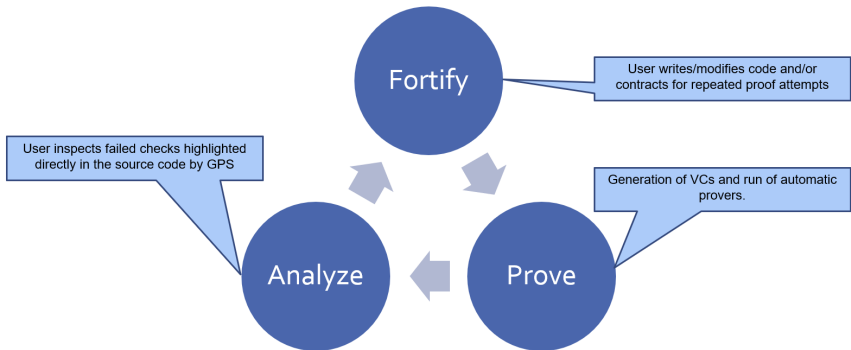 Fortify
User writes/modifies code and/or
contracts for repeated proof attempts
User inspects failed checks highlighted
directly in the source code by GPS
Generation of VCs and run of automatic
provers.
Analyze
Prove